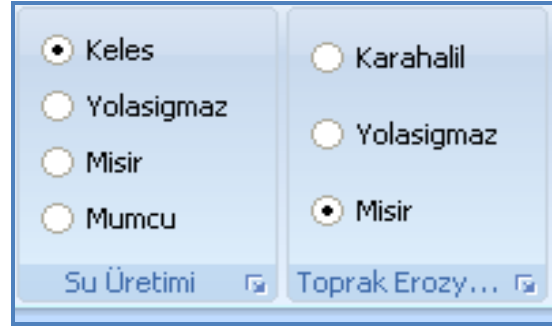 Keles
Yolasigmaz
Misir
Mumcu
Su Üretimi
Karahalil
Yolasigmaz
Misir
Toprak Erozy...